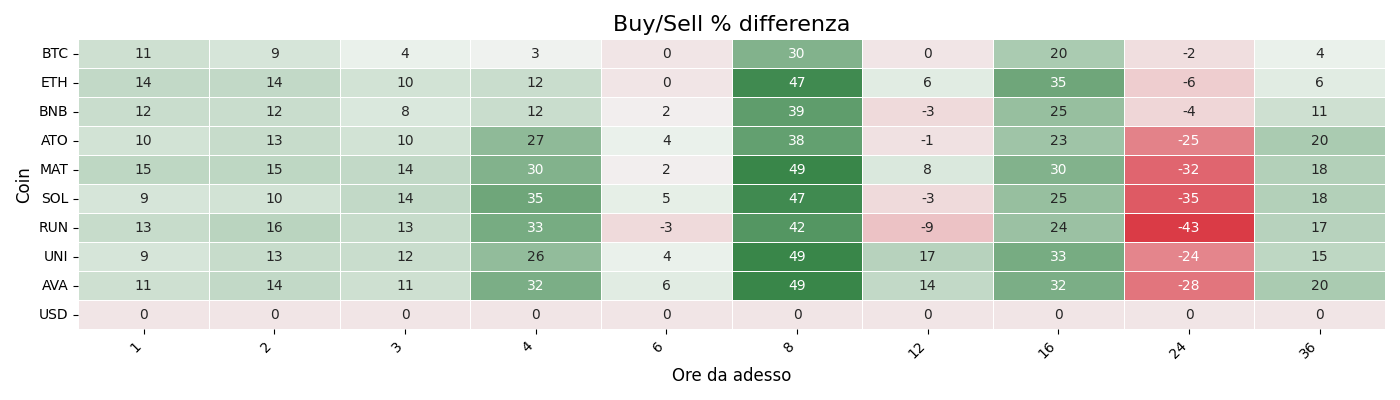 Buy/Sell % differenza
Coin
BTC 11 9 4 3 0 30 0 20 -2 4
ETH 14 14 10 12 0 47 6 35 -6 6
BNB 12 12 8 12 2 39 -3 25 -4 11
ATO 10 13 10 27 4 38 -1 23 -25 20
MAT 15 15 14 30 2 49 8 30 -32 18
SOL 9 10 14 35 5 47 -3 25 -35 18
RUN 13 16 13 33 -3 42 -9 24 -43 17
UNI 9 13 12 26 4 49 17 33 -24 15
AVA 11 14 11 32 6 49 14 32 -28 20
USD 0 0 0 0 0 0 0 0 0 0
1 2 3 4 6 8 12 16 24 36
Ore da adesso